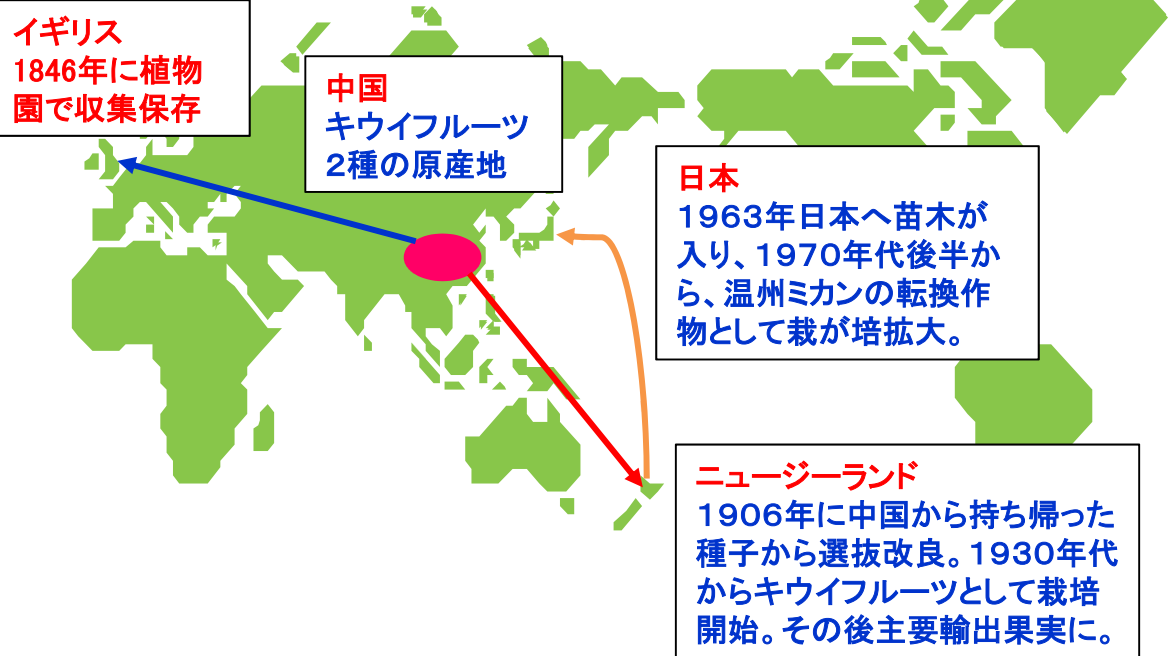 イギリス
1846年に植物
園で収集保存
中国
キウイフルーツ
２種の原産地
日本
１９６３年日本へ苗木が
入り、１９７０年代後半か
ら、温州ミカンの転換作
物として栽が培拡大。
ニュージーランド
１９０６年に中国から持ち帰った
種子から選抜改良。１９３０年代
からキウイフルーツとして栽培
開始。その後主要輸出果実に。